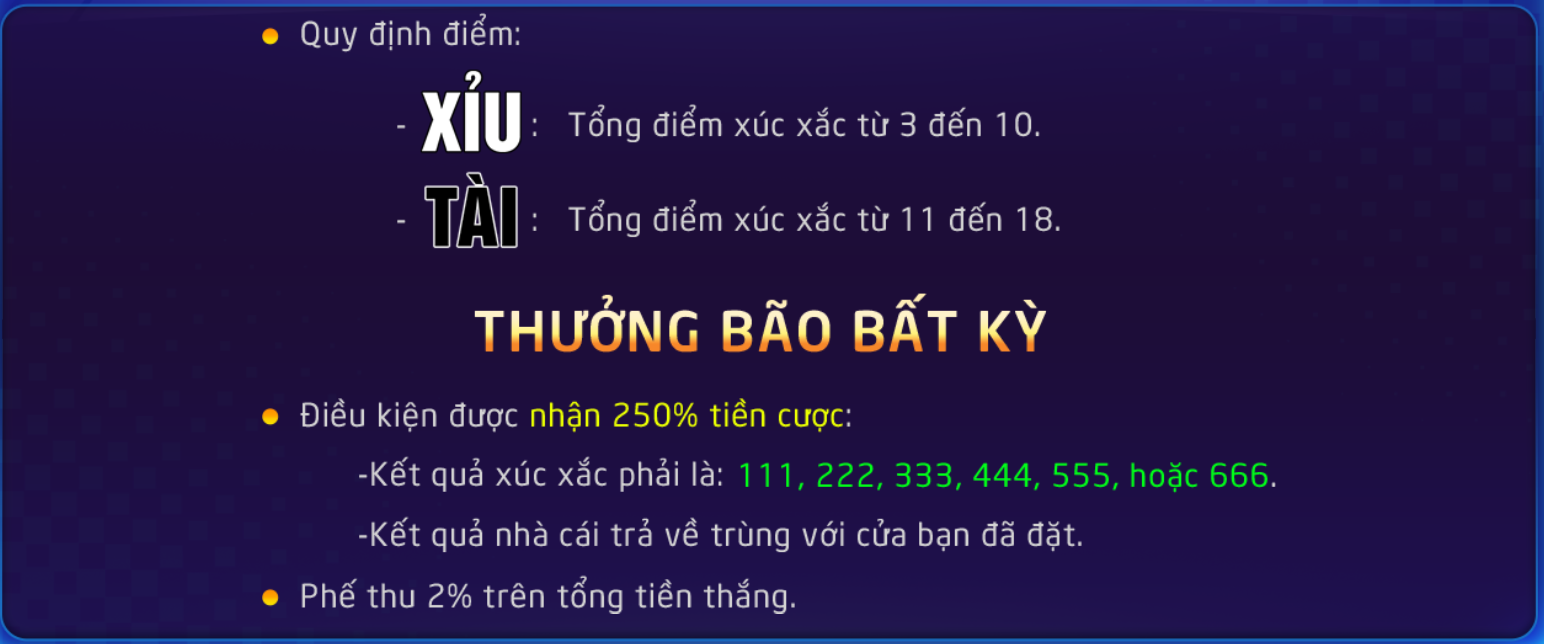 Quy định điểm:
- XỈU : Tổng điểm xúc xắc từ 3 đến 10.
- TÀI : Tổng điểm xúc xắc từ 11 đến 18.
THƯỞNG BÃO BẤT KỲ
Điều kiện được nhận 250% tiền cược:
-Kết quả xúc xắc phải là: 111, 222, 333, 444, 555, hoặc 666.
-Kết quả nhà cái trả về trùng với cửa bạn đã đặt.
Phế thu 2% trên tổng tiền thắng.